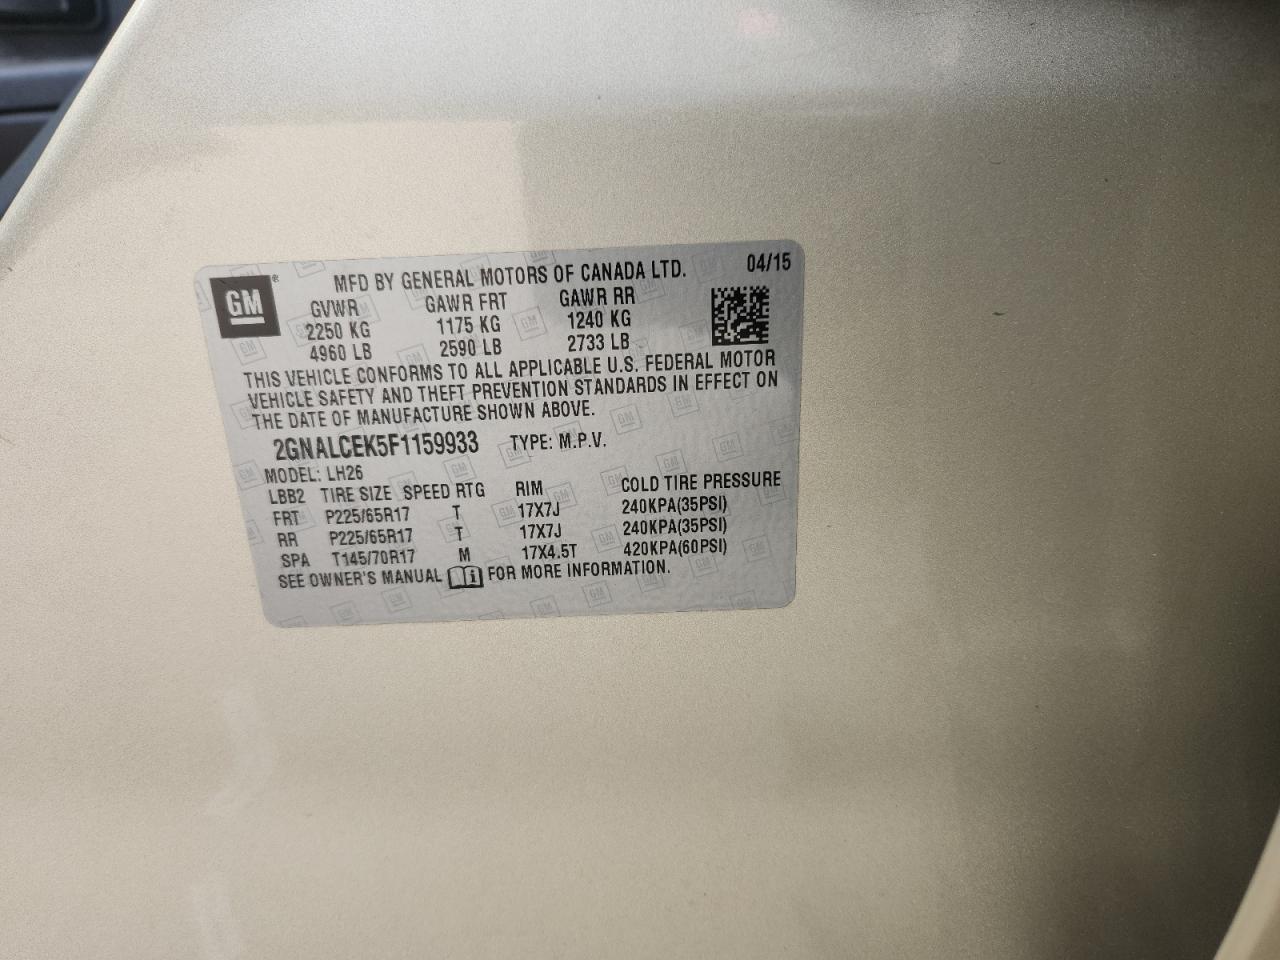 GM
MFD BY GENERAL MOTORS OF CANADA LTD. 04/15
GVWR GAWR FRT GAWR RR
2250 KG 1175 KG 1240 KG
4960 LB 2590 LB 2733 LB
THIS VEHICLE CONFORMS TO ALL APPLICABLE U.S. FEDERAL MOTOR
VEHICLE SAFETY AND THEFT PREVENTION STANDARDS IN EFFECT ON
THE DATE OF MANUFACTURE SHOWN ABOVE.
2GNALCEK5F1159933 TYPE: M.P.V.
MODEL: LH26
LBB2 TIRE SIZE SPEED RTG RIM COLD TIRE PRESSURE
FRT P225/65R17 T 17X7J 240KPA(35PSI)
RR P225/65R17 T 17X7J 240KPA(35PSI)
SPA T145/70R17 M 17X4.5T 420KPA(60PSI)
SEE OWNER'S MANUAL FOR MORE INFORMATION.